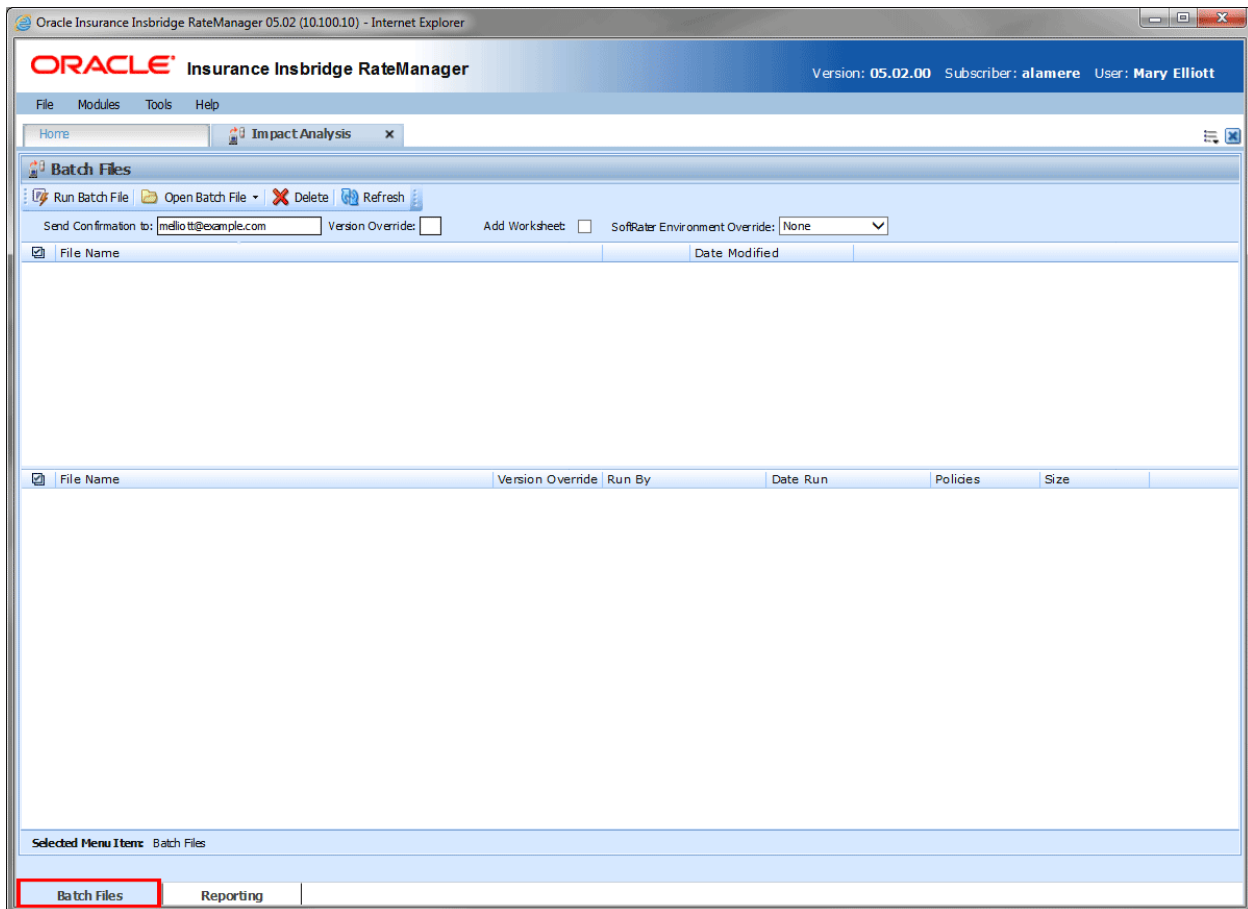 Oracle Insurance Insbridge RateManager 05.02 (10.100.10) - Internet Explorer
ORACLE Insurance Insbridge RateManager
Version: 05.02.00 Subscriber: alamere User: Mary Elliott
File Modules Tools Help
Home Impact Analysis x
Batch Files
Run Batch File Open Batch File Delete Refresh
Send Confirmation to: melliott@example.com Version Override: Add Worksheet: SoftRater Environment Override: None
File Name Date Modified
File Name Version Override Run By Date Run Policies Size
Selected Menu Item: Batch Files
Batch Files Reporting